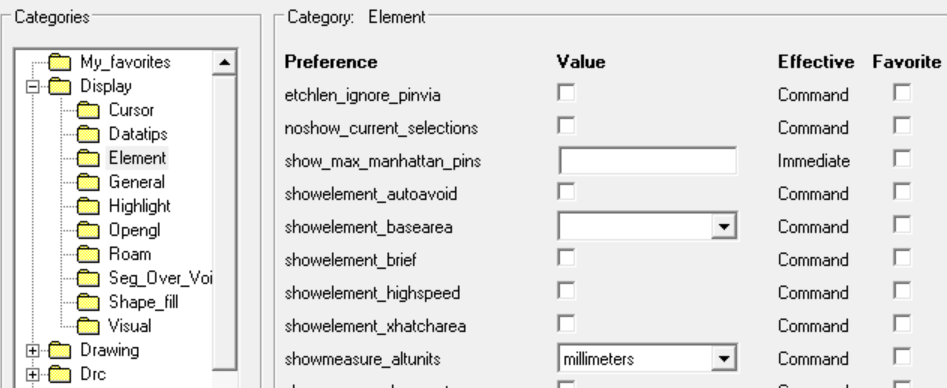 Categories
My_favorites
Display
Cursor
Datatips
Element
General
Highlight
Opengl
Roam
Seg_Over_Voi
Shape_fill
Visual
Drawing
Drc
Category: Element
Preference Value Effective Favorite
etchlen_ignore_pinvia Command
noshow_current_selections Command
show_max_manhattan_pins Immediate
showelement_autoavoid Command
showelement_basearea Command
showelement_brief Command
showelement_highspeed Command
showelement_xhatcharea Command
showmeasure_altunits millimeters Command